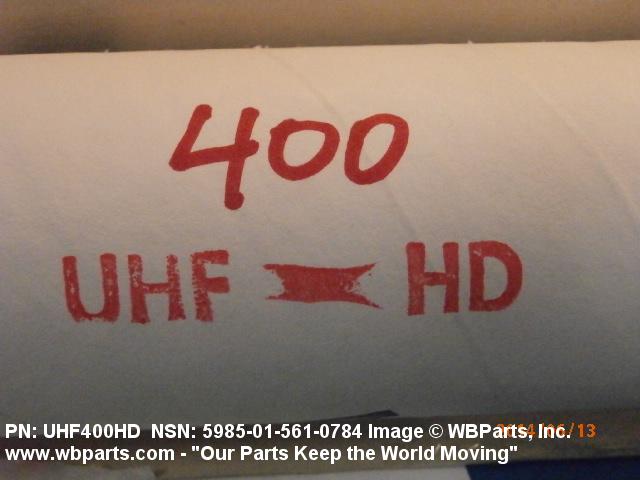 400
UHF HD
PN: UHF400HD NSN: 5985-01-561-0784 Image © WBParts, Inc.
www.wbparts.com - "Our Parts Keep the World Moving"